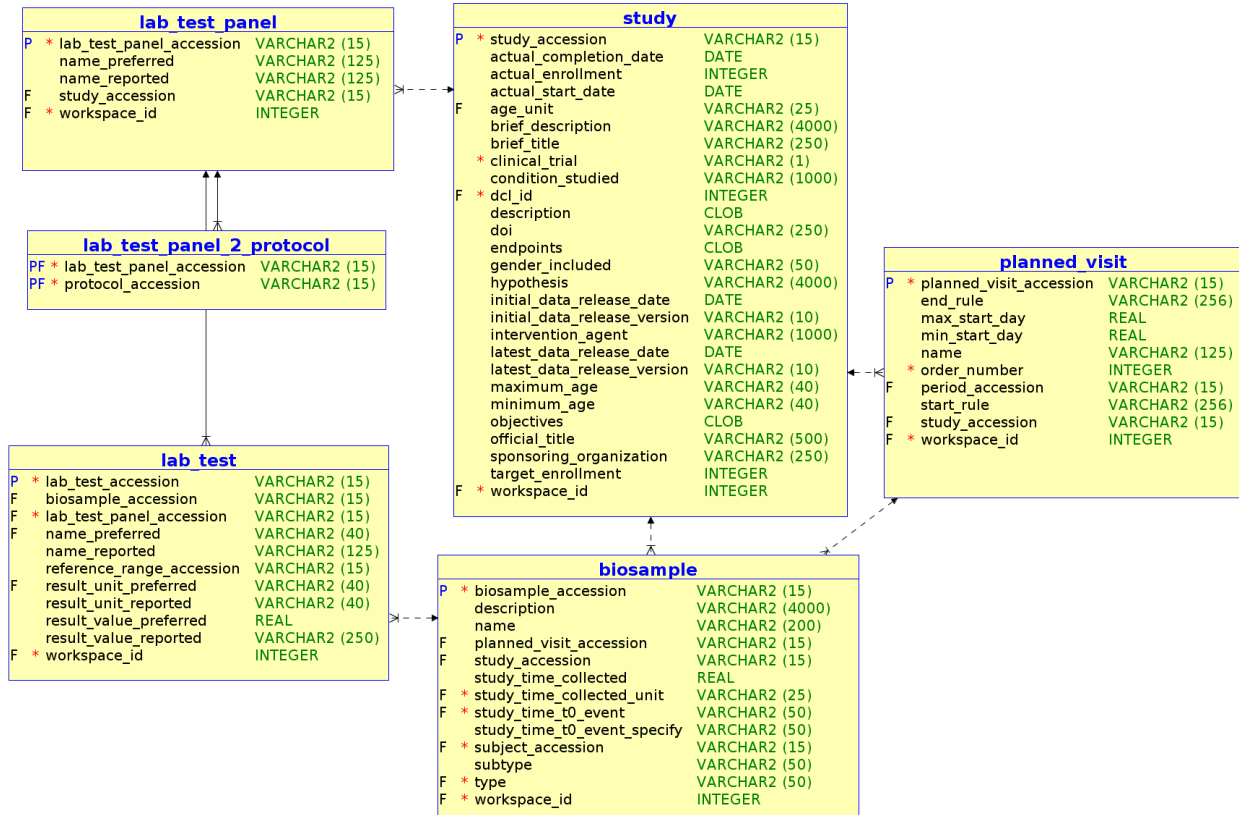 lab_test_panel
P * lab_test_panel_accession VARCHAR2 (15)
name_preferred VARCHAR2 (125)
name_reported VARCHAR2 (125)
F study_accession VARCHAR2 (15)
F * workspace_id INTEGER
study
P * study_accession VARCHAR2 (15)
actual_completion_date DATE
actual_enrollment INTEGER
actual_start_date DATE
F age_unit VARCHAR2 (25)
brief_description VARCHAR2 (4000)
brief_title VARCHAR2 (250)
* clinical_trial VARCHAR2 (1)
condition_studied VARCHAR2 (1000)
F * dcl_id INTEGER
description CLOB
doi VARCHAR2 (250)
endpoints CLOB
gender_included VARCHAR2 (50)
hypothesis VARCHAR2 (4000)
initial_data_release_date DATE
initial_data_release_version VARCHAR2 (10)
intervention_agent VARCHAR2 (1000)
latest_data_release_date DATE
latest_data_release_version VARCHAR2 (10)
maximum_age VARCHAR2 (40)
minimum_age VARCHAR2 (40)
objectives CLOB
official_title VARCHAR2 (500)
sponsoring_organization VARCHAR2 (250)
target_enrollment INTEGER
F * workspace_id INTEGER
lab_test_panel_2_protocol
PF * lab_test_panel_accession VARCHAR2 (15)
PF * protocol_accession VARCHAR2 (15)
planned_visit
P * planned_visit_accession VARCHAR2 (15)
end_rule VARCHAR2 (256)
max_start_day REAL
min_start_day REAL
name VARCHAR2 (125)
* order_number INTEGER
F period_accession VARCHAR2 (15)
start_rule VARCHAR2 (256)
F study_accession VARCHAR2 (15)
F * workspace_id INTEGER
lab_test
P * lab_test_accession VARCHAR2 (15)
F biosample_accession VARCHAR2 (15)
F * lab_test_panel_accession VARCHAR2 (15)
F name_preferred VARCHAR2 (40)
name_reported VARCHAR2 (125)
reference_range_accession VARCHAR2 (15)
F result_unit_preferred VARCHAR2 (40)
result_unit_reported VARCHAR2 (40)
result_value_preferred REAL
result_value_reported VARCHAR2 (250)
F * workspace_id INTEGER
biosample
P * biosample_accession VARCHAR2 (15)
description VARCHAR2 (4000)
name VARCHAR2 (200)
F planned_visit_accession VARCHAR2 (15)
F study_accession VARCHAR2 (15)
study_time_collected REAL
F * study_time_collected_unit VARCHAR2 (25)
F * study_time_t0_event VARCHAR2 (50)
study_time_t0_event_specify VARCHAR2 (50)
F * subject_accession VARCHAR2 (15)
subtype VARCHAR2 (50)
F * type VARCHAR2 (50)
F * workspace_id INTEGER